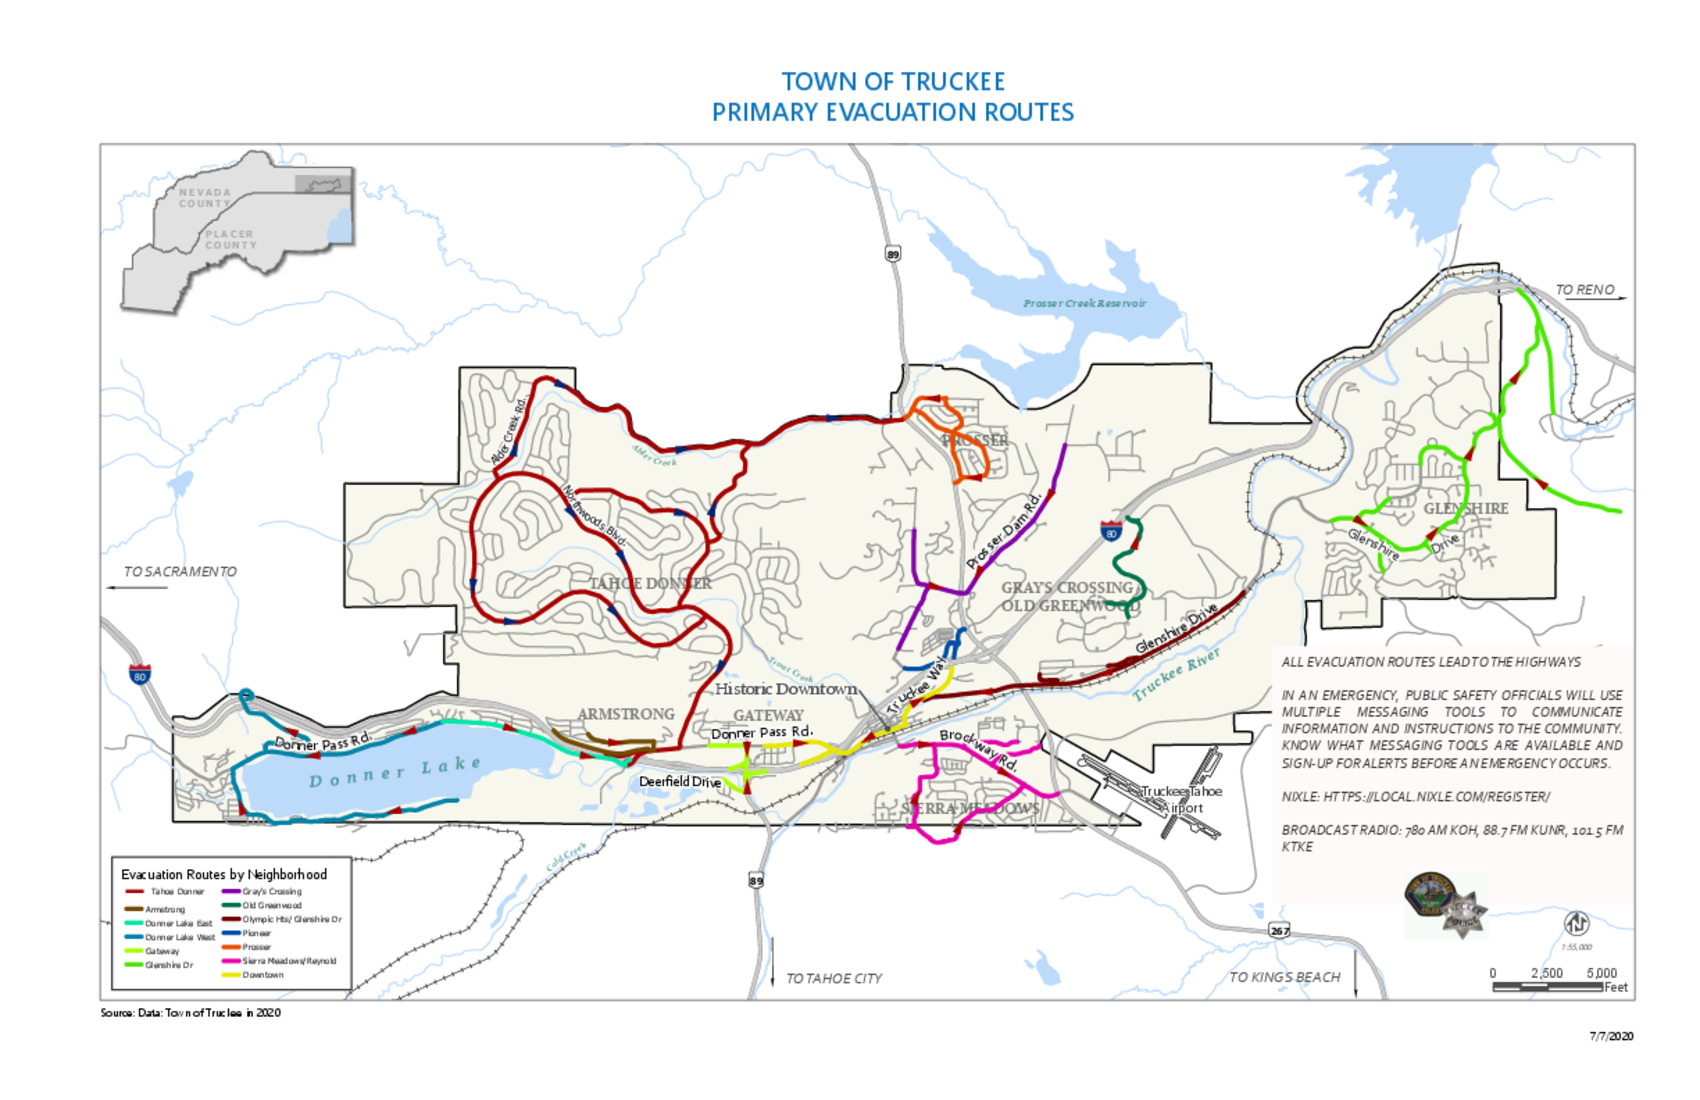 TOWN OF TRUCKEE
PRIMARY EVACUATION ROUTES
NEVADA
COUNTY
PLACER
COUNTY
89
Prosser Creek Reservoir
TO RENO
Alder Creek Rd.
Alder Creek
PROSSER
Northwoods Blvd.
Prosser Dam Rd.
80
GLENSHIRE
Glenshire
Drive
TO SACRAMENTO
TAHOE DONNER
GRAY'S CROSSING/
OLD GREENWOOD
Glenshire Drive
Truckee River
80
Trout Creek
Truckee Way
Historic Downtown
ARMSTRONG
GATEWAY
Donner Pass Rd.
Donner Pass Rd.
Brockway Rd.
Donner Lake
Deerfield Drive
SIERRA MEADOWS
Truckee Tahoe
Airport
Cold Creek
89
267
TO TAHOE CITY
TO KINGS BEACH
ALL EVACUATION ROUTES LEAD TO THE HIGHWAYS
IN AN EMERGENCY, PUBLIC SAFETY OFFICIALS WILL USE
MULTIPLE MESSAGING TOOLS TO COMMUNICATE
INFORMATION AND INSTRUCTIONS TO THE COMMUNITY.
KNOW WHAT MESSAGING TOOLS ARE AVAILABLE AND
SIGN-UP FOR ALERTS BEFORE AN EMERGENCY OCCURS.
NIXLE: HTTPS://LOCAL.NIXLE.COM/REGISTER/
BROADCAST RADIO: 780 AM KOH, 88.7 FM KUNR, 101.5 FM
KTKE
Evacuation Routes by Neighborhood
Tahoe Donner
Armstrong
Donner Lake East
Donner Lake West
Gateway
Glenshire Dr
Gray's Crossing
Old Greenwood
Olympic Hts/ Glenshire Dr
Pioneer
Prosser
Sierra Meadows/Reynold
Downtown
N
1:55,000
0 2,500 5,000
Feet
Source: Data: Town of Truckee in 2020
7/7/2020